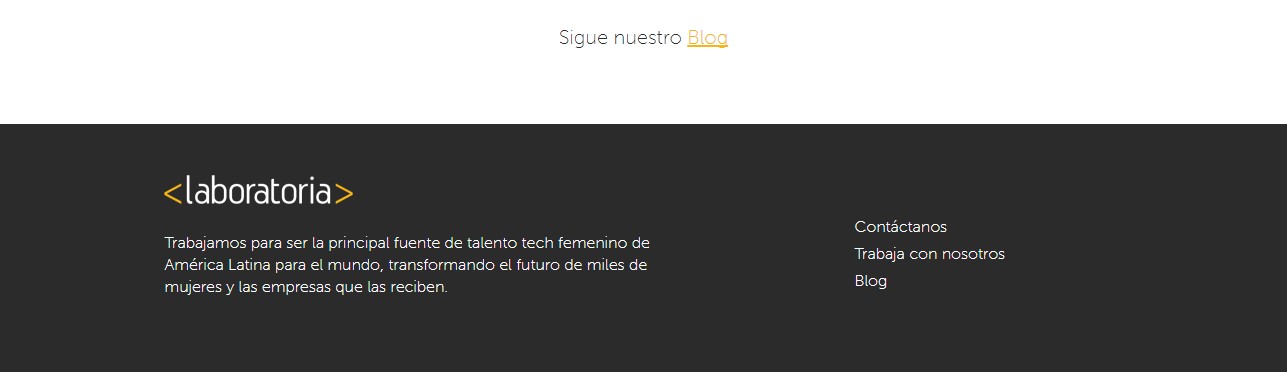 Sigue nuestro Blog
<laboratoria>
Trabajamos para ser la principal fuente de talento tech femenino de
América Latina para el mundo, transformando el futuro de miles de
mujeres y las empresas que las reciben.
Contáctanos
Trabaja con nosotros
Blog